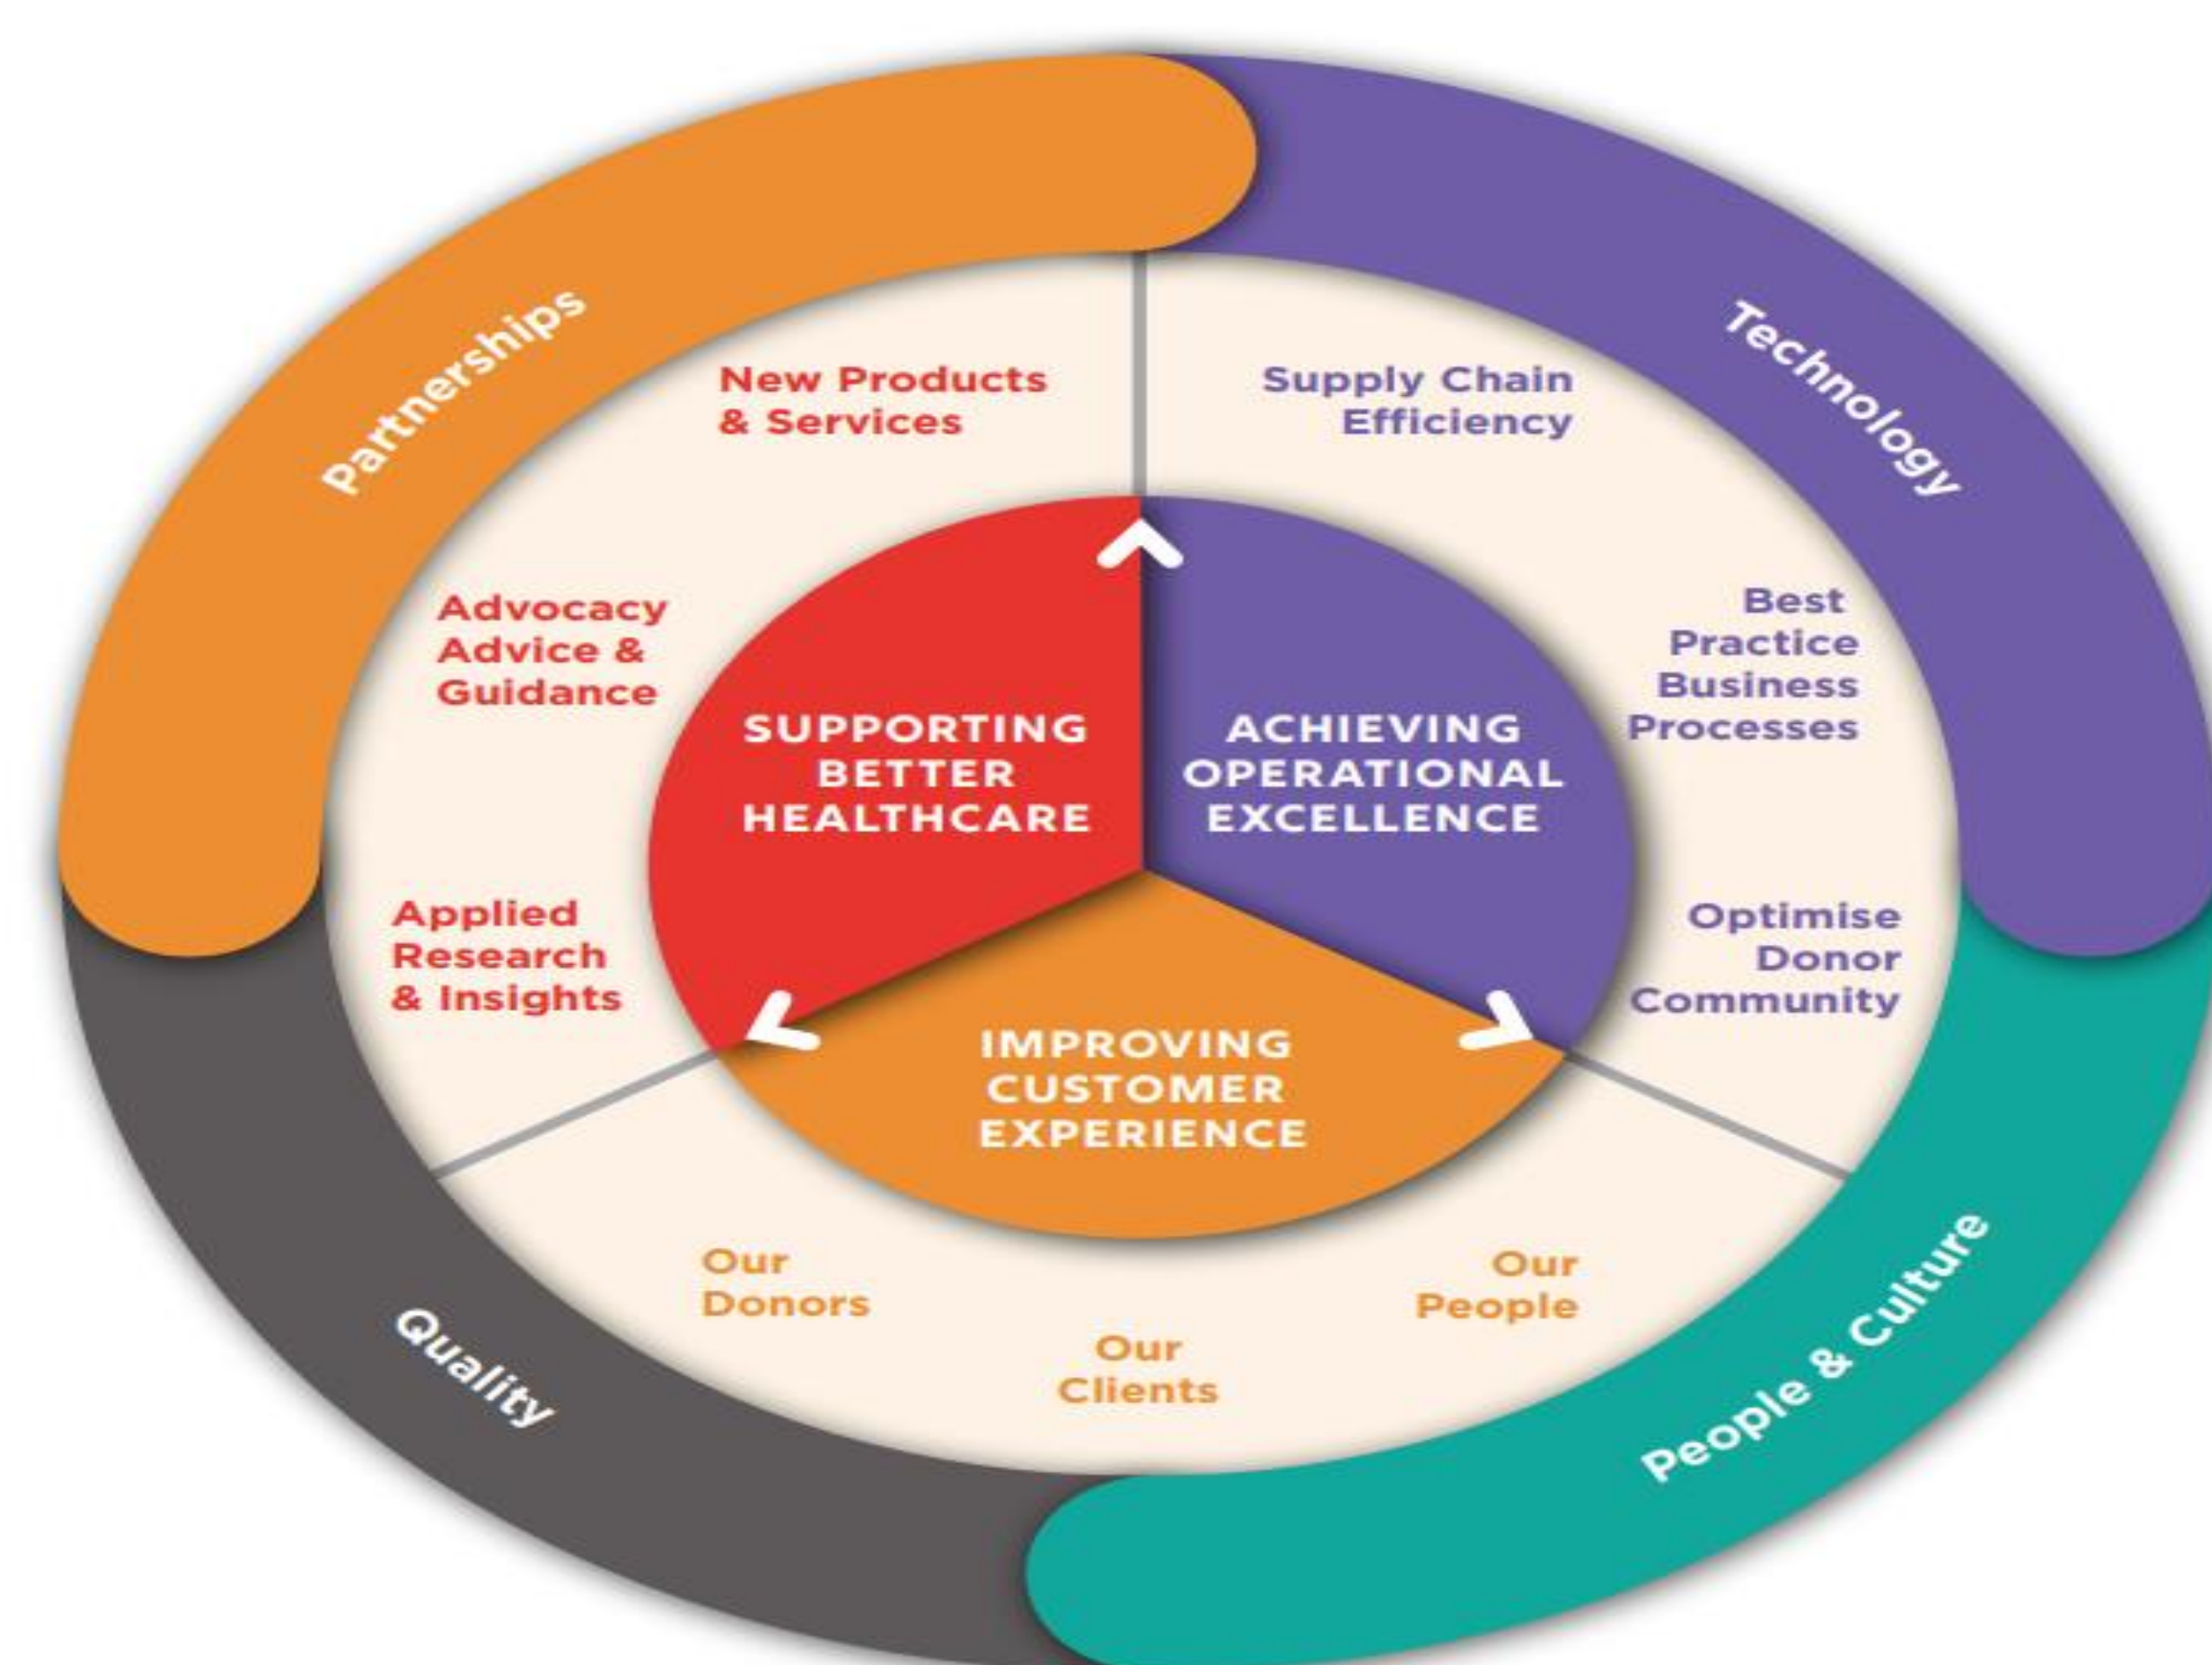 Partnerships
Technology
New Products
& Services
Supply Chain
Efficiency
Advocacy
Advice &
Guidance
Best
Practice
Business
Processes
SUPPORTING
BETTER
HEALTHCARE
ACHIEVING
OPERATIONAL
EXCELLENCE
Applied
Research
& Insights
Optimise
Donor
Community
IMPROVING
CUSTOMER
EXPERIENCE
Our
Donors
Our
Clients
Our
People
Quality
People & Culture